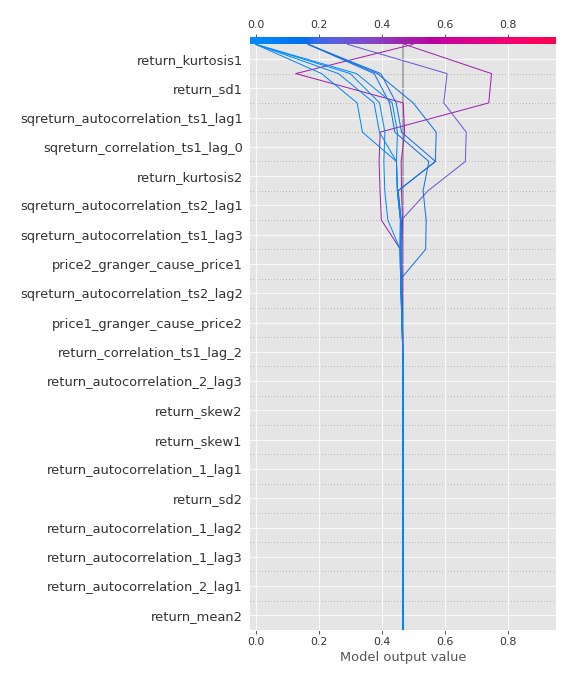 0.0 0.2 0.4 0.6 0.8
return_kurtosis1
return_sd1
sqreturn_autocorrelation_ts1_lag1
sqreturn_correlation_ts1_lag_0
return_kurtosis2
sqreturn_autocorrelation_ts2_lag1
sqreturn_autocorrelation_ts1_lag3
price2_granger_cause_price1
sqreturn_autocorrelation_ts2_lag2
price1_granger_cause_price2
return_correlation_ts1_lag_2
return_autocorrelation_2_lag3
return_skew2
return_skew1
return_autocorrelation_1_lag1
return_sd2
return_autocorrelation_1_lag2
return_autocorrelation_1_lag3
return_autocorrelation_2_lag1
return_mean2
0.0 0.2 0.4 0.6 0.8
Model output value